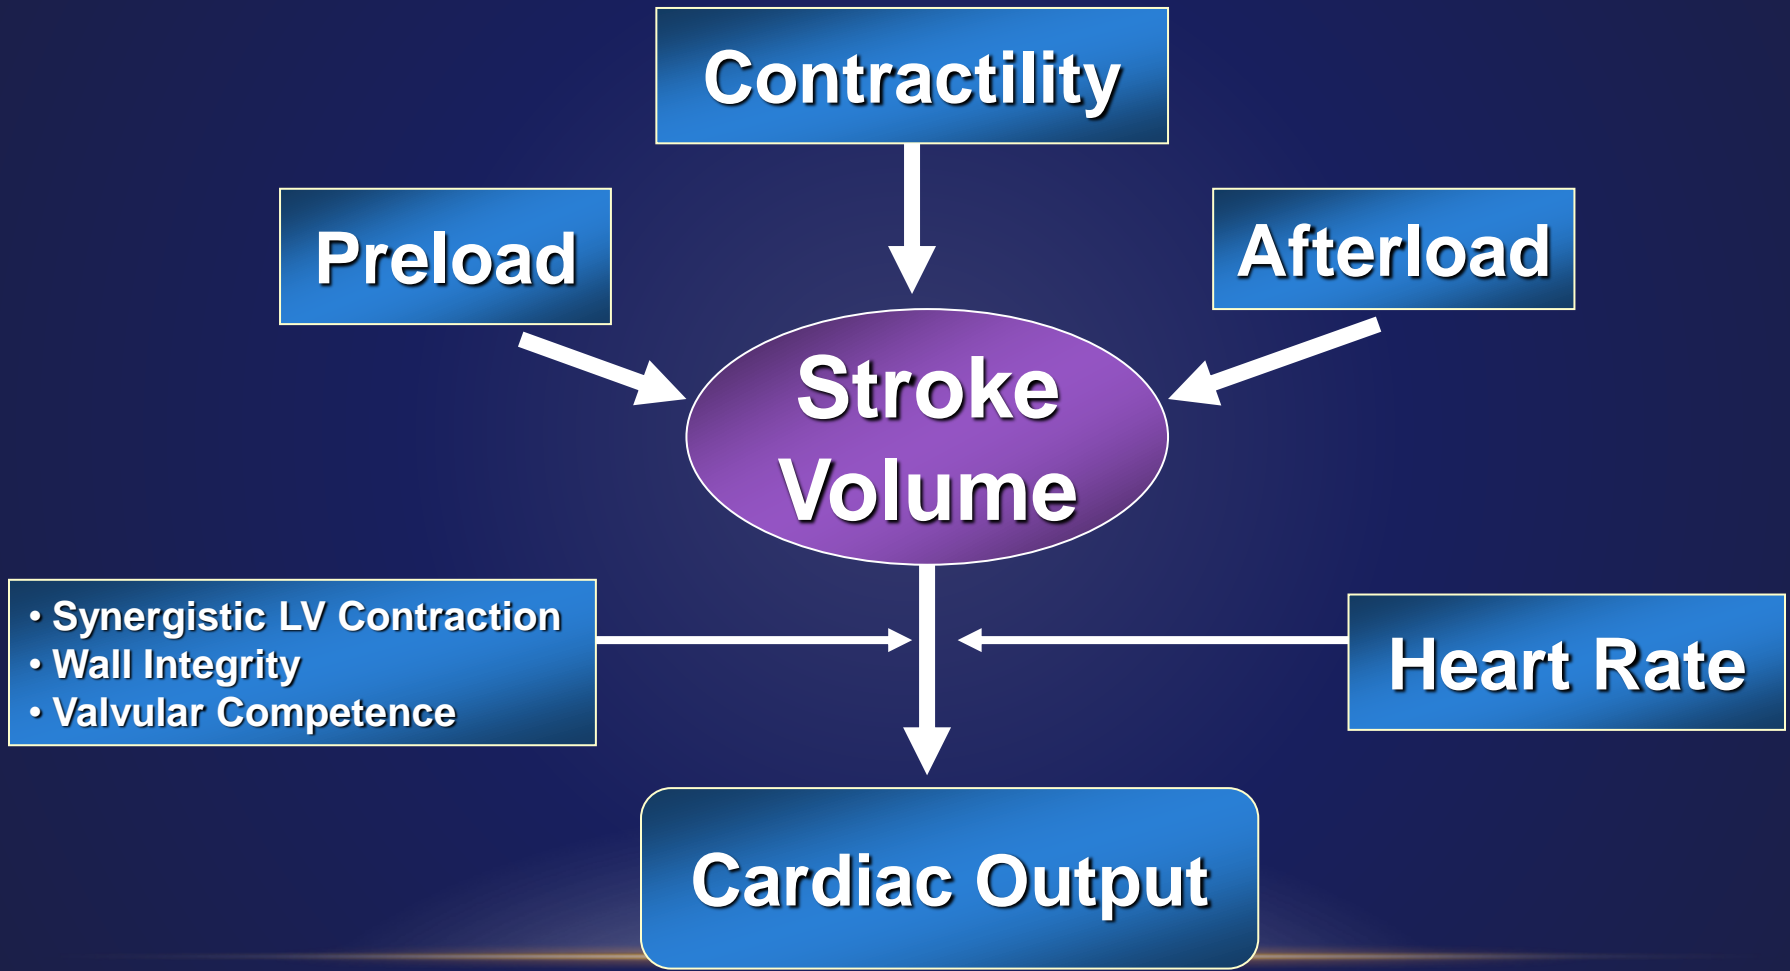 Contractility
Preload
Afterload
Stroke
Volume
• Synergistic LV Contraction
• Wall Integrity
• Valvular Competence
Heart Rate
Cardiac Output